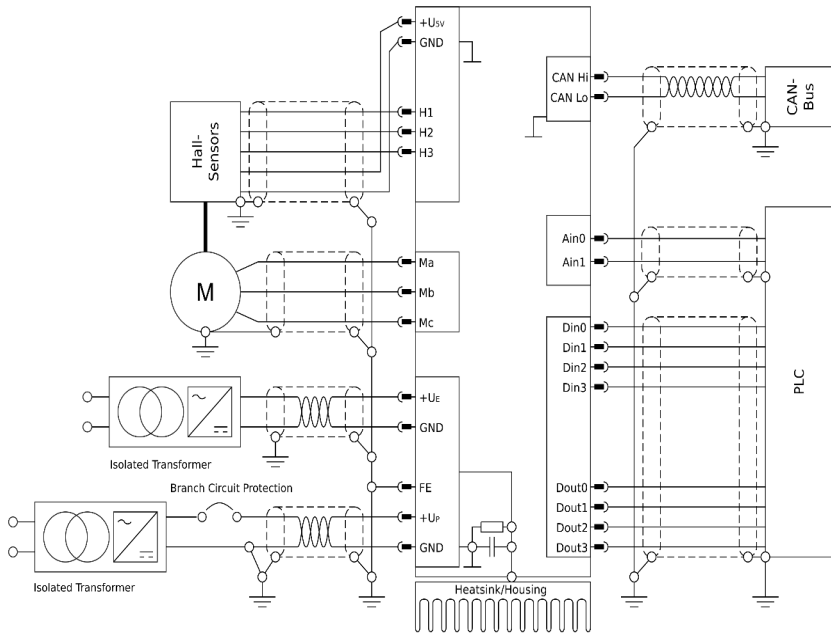 +U5V
GND
H1
H2
H3
Hall-
Sensors
CAN Hi
CAN Lo
CAN-
Bus
M
Ma
Mb
Mc
Ain0
Ain1
Din0
Din1
Din2
Din3
PLC
Isolated Transformer
+UE
GND
Branch Circuit Protection
FE
+UP
GND
Dout0
Dout1
Dout2
Dout3
Isolated Transformer
Heatsink/Housing